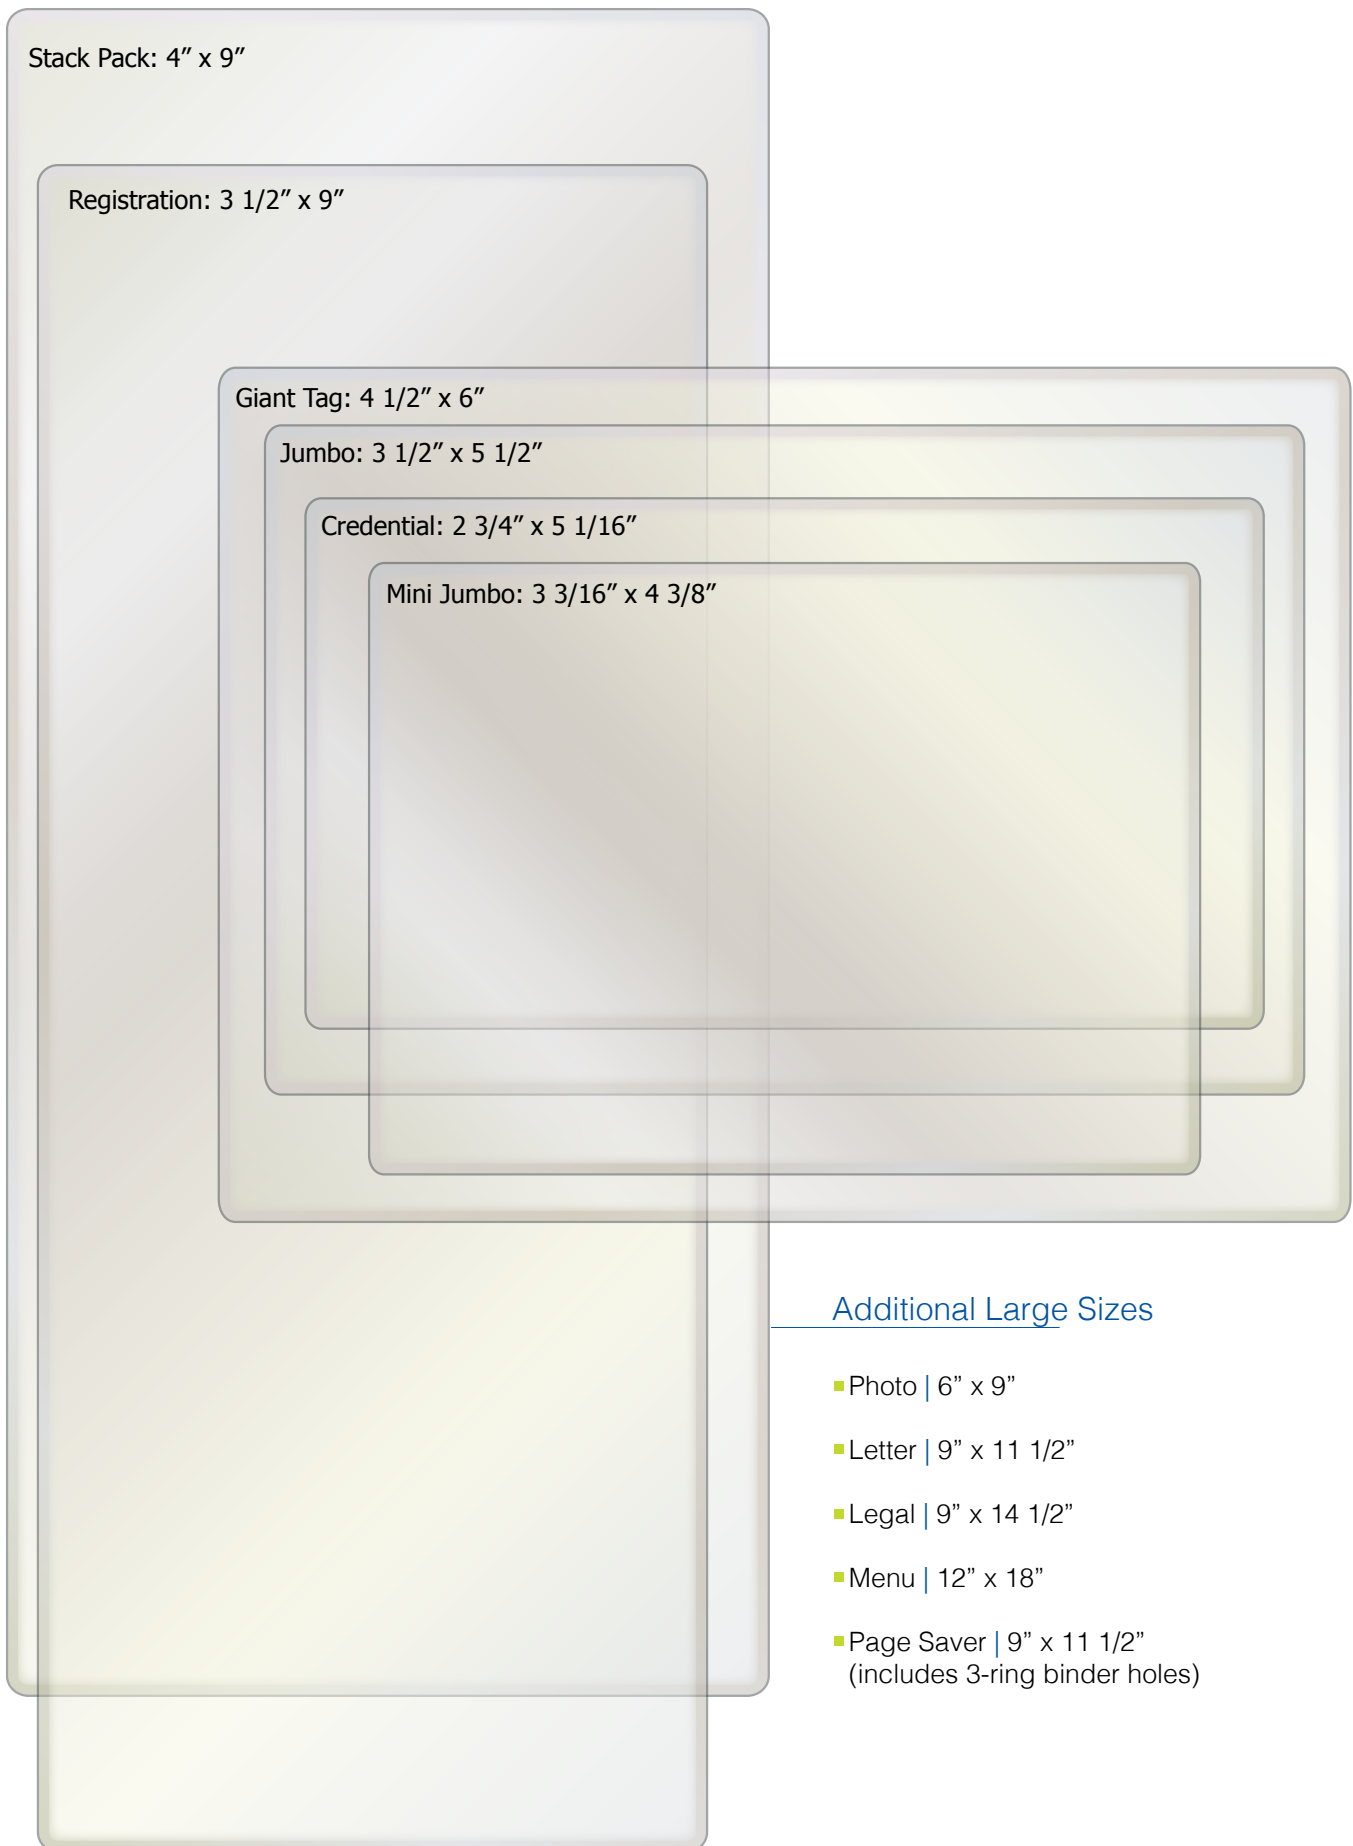 Stack Pack: 4” x 9”
Registration: 3 1/2” x 9”
Giant Tag: 4 1/2” x 6”
Jumbo: 3 1/2” x 5 1/2”
Credential: 2 3/4” x 5 1/16”
Mini Jumbo: 3 3/16” x 4 3/8”
Additional Large Sizes
Photo | 6” x 9”
Letter | 9” x 11 1/2”
Legal | 9” x 14 1/2”
Menu | 12” x 18”
Page Saver | 9” x 11 1/2”
(includes 3-ring binder holes)